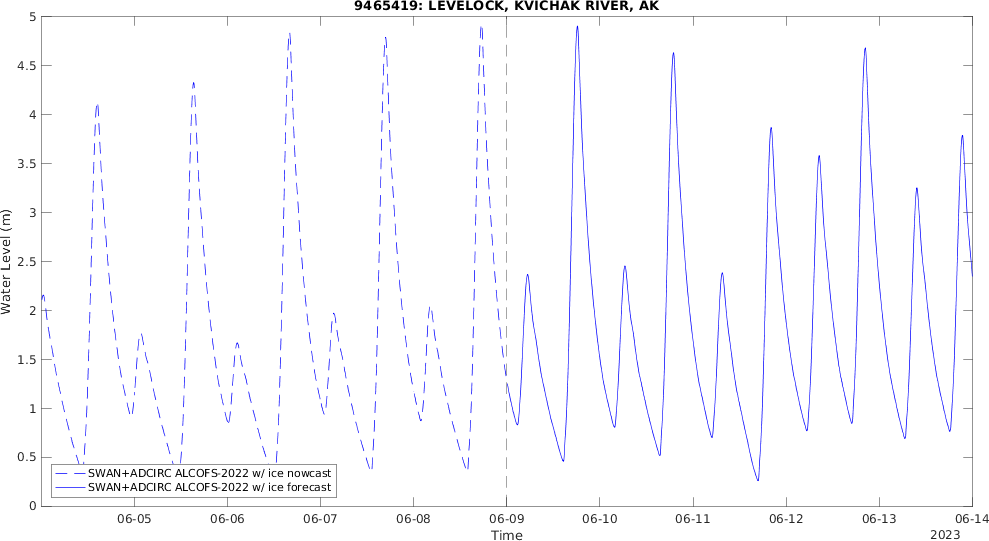 9465419: LEVELOCK, KVICHAK RIVER, AK
5
4.5
4
3.5
3
2.5
2
1.5
1
0.5
0
Water Level (m)
SWAN+ADCIRC ALCOFS-2022 w/ ice nowcast
SWAN+ADCIRC ALCOFS-2022 w/ ice forecast
06-05 06-06 06-07 06-08 06-09 06-10 06-11 06-12 06-13 06-14
Time
2023